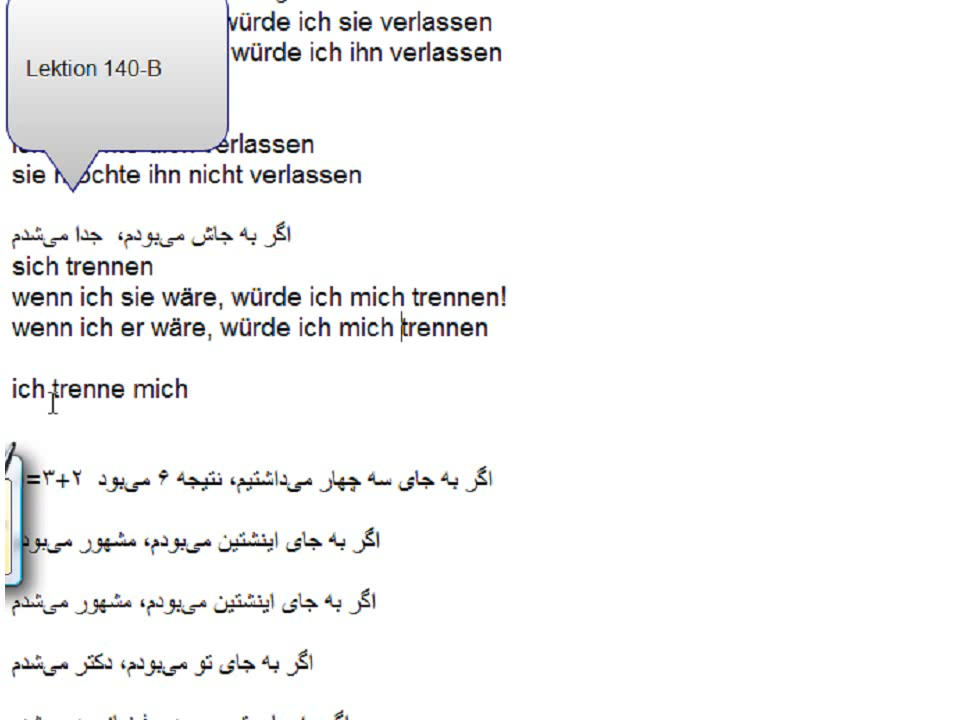 würde ich sie verlassen
würde ich ihn verlassen
Lektion 140-B
verlassen
sie möchte ihn nicht verlassen
اگر به جاش می‌بودم، جدا می‌شدم
sich trennen
wenn ich sie wäre, würde ich mich trennen!
wenn ich er wäre, würde ich mich trennen
ich trenne mich
اگر به جای سه چهار می‌داشتیم، نتیجه ۶ می‌بود ۲+۳=
اگر به جای اینشتین می‌بودم، مشهور می‌بودم
اگر به جای اینشتین می‌بودم، مشهور می‌شدم
اگر به جای تو می‌بودم، دکتر می‌شدم